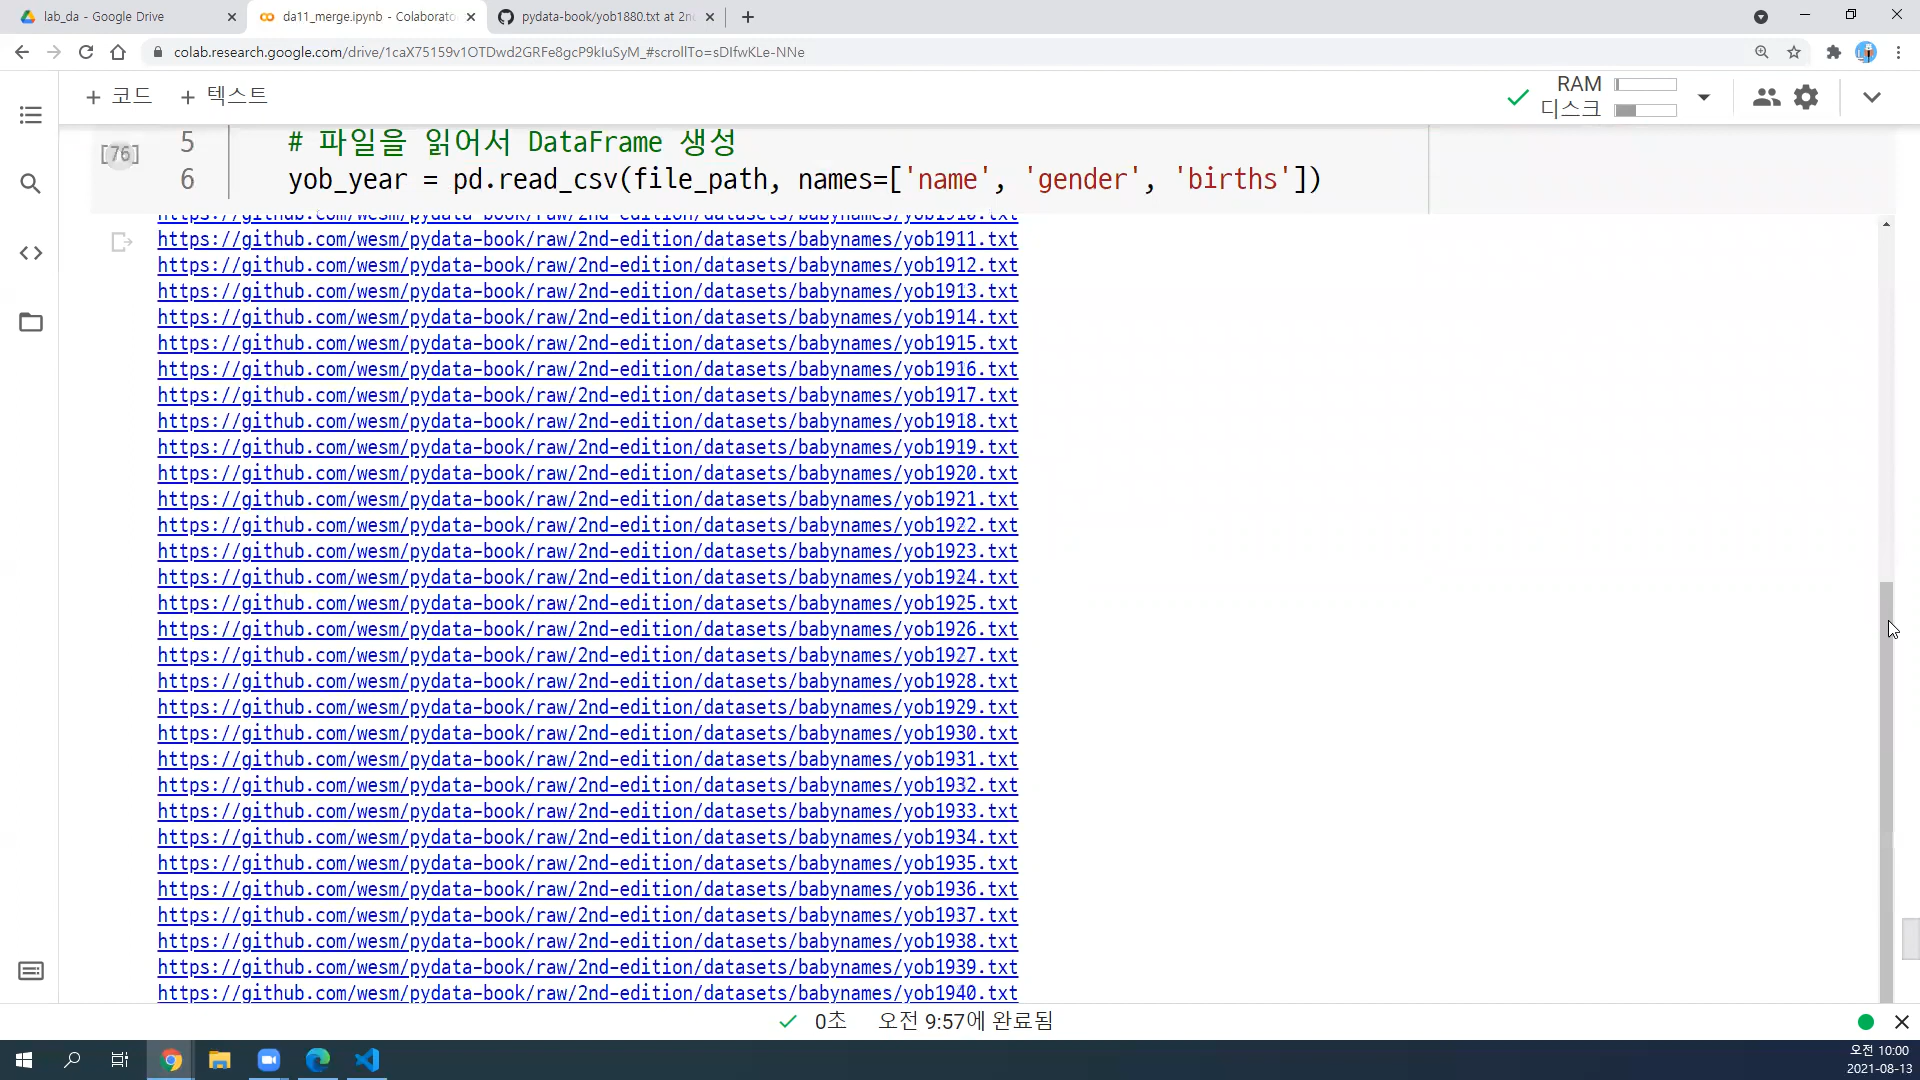 lab_da - Google Drive
da11_merge.ipynb - Colaborato
pydata-book/yob1880.txt at 2n
colab.research.google.com/drive/1caX75159v1OTDwd2GRFe8gcP9kIuSyM_#scrollTo=sDIfwKLe-NNe
+ 코드 + 텍스트
RAM
디스크
[76]
5 # 파일을 읽어서 DataFrame 생성
6 yob_year = pd.read_csv(file_path, names=['name', 'gender', 'births'])
https://github.com/wesm/pydata-book/raw/2nd-edition/datasets/babynames/yob1910.txt
https://github.com/wesm/pydata-book/raw/2nd-edition/datasets/babynames/yob1911.txt
https://github.com/wesm/pydata-book/raw/2nd-edition/datasets/babynames/yob1912.txt
https://github.com/wesm/pydata-book/raw/2nd-edition/datasets/babynames/yob1913.txt
https://github.com/wesm/pydata-book/raw/2nd-edition/datasets/babynames/yob1914.txt
https://github.com/wesm/pydata-book/raw/2nd-edition/datasets/babynames/yob1915.txt
https://github.com/wesm/pydata-book/raw/2nd-edition/datasets/babynames/yob1916.txt
https://github.com/wesm/pydata-book/raw/2nd-edition/datasets/babynames/yob1917.txt
https://github.com/wesm/pydata-book/raw/2nd-edition/datasets/babynames/yob1918.txt
https://github.com/wesm/pydata-book/raw/2nd-edition/datasets/babynames/yob1919.txt
https://github.com/wesm/pydata-book/raw/2nd-edition/datasets/babynames/yob1920.txt
https://github.com/wesm/pydata-book/raw/2nd-edition/datasets/babynames/yob1921.txt
https://github.com/wesm/pydata-book/raw/2nd-edition/datasets/babynames/yob1922.txt
https://github.com/wesm/pydata-book/raw/2nd-edition/datasets/babynames/yob1923.txt
https://github.com/wesm/pydata-book/raw/2nd-edition/datasets/babynames/yob1924.txt
https://github.com/wesm/pydata-book/raw/2nd-edition/datasets/babynames/yob1925.txt
https://github.com/wesm/pydata-book/raw/2nd-edition/datasets/babynames/yob1926.txt
https://github.com/wesm/pydata-book/raw/2nd-edition/datasets/babynames/yob1927.txt
https://github.com/wesm/pydata-book/raw/2nd-edition/datasets/babynames/yob1928.txt
https://github.com/wesm/pydata-book/raw/2nd-edition/datasets/babynames/yob1929.txt
https://github.com/wesm/pydata-book/raw/2nd-edition/datasets/babynames/yob1930.txt
https://github.com/wesm/pydata-book/raw/2nd-edition/datasets/babynames/yob1931.txt
https://github.com/wesm/pydata-book/raw/2nd-edition/datasets/babynames/yob1932.txt
https://github.com/wesm/pydata-book/raw/2nd-edition/datasets/babynames/yob1933.txt
https://github.com/wesm/pydata-book/raw/2nd-edition/datasets/babynames/yob1934.txt
https://github.com/wesm/pydata-book/raw/2nd-edition/datasets/babynames/yob1935.txt
https://github.com/wesm/pydata-book/raw/2nd-edition/datasets/babynames/yob1936.txt
https://github.com/wesm/pydata-book/raw/2nd-edition/datasets/babynames/yob1937.txt
https://github.com/wesm/pydata-book/raw/2nd-edition/datasets/babynames/yob1938.txt
https://github.com/wesm/pydata-book/raw/2nd-edition/datasets/babynames/yob1939.txt
https://github.com/wesm/pydata-book/raw/2nd-edition/datasets/babynames/yob1940.txt
0초 오전 9:57에 완료됨
오전 10:00
2021-08-13